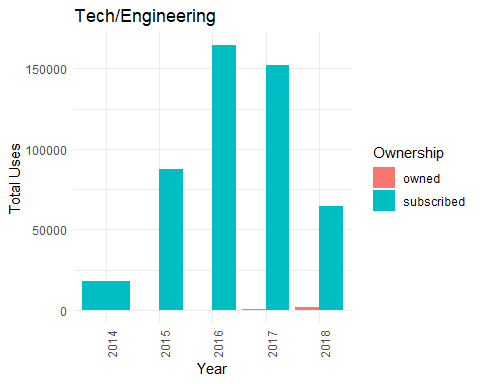 Tech/Engineering
150000
100000
50000
0
Total Uses
2014
2015
2016
2017
2018
Year
Ownership
owned
subscribed